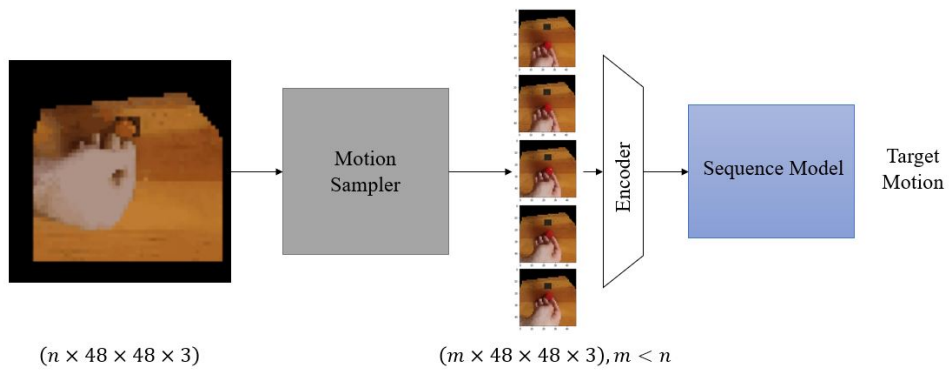 Motion
Sampler
Encoder
Sequence Model
Target
Motion
(n × 48 × 48 × 3)
(m × 48 × 48 × 3), m < n